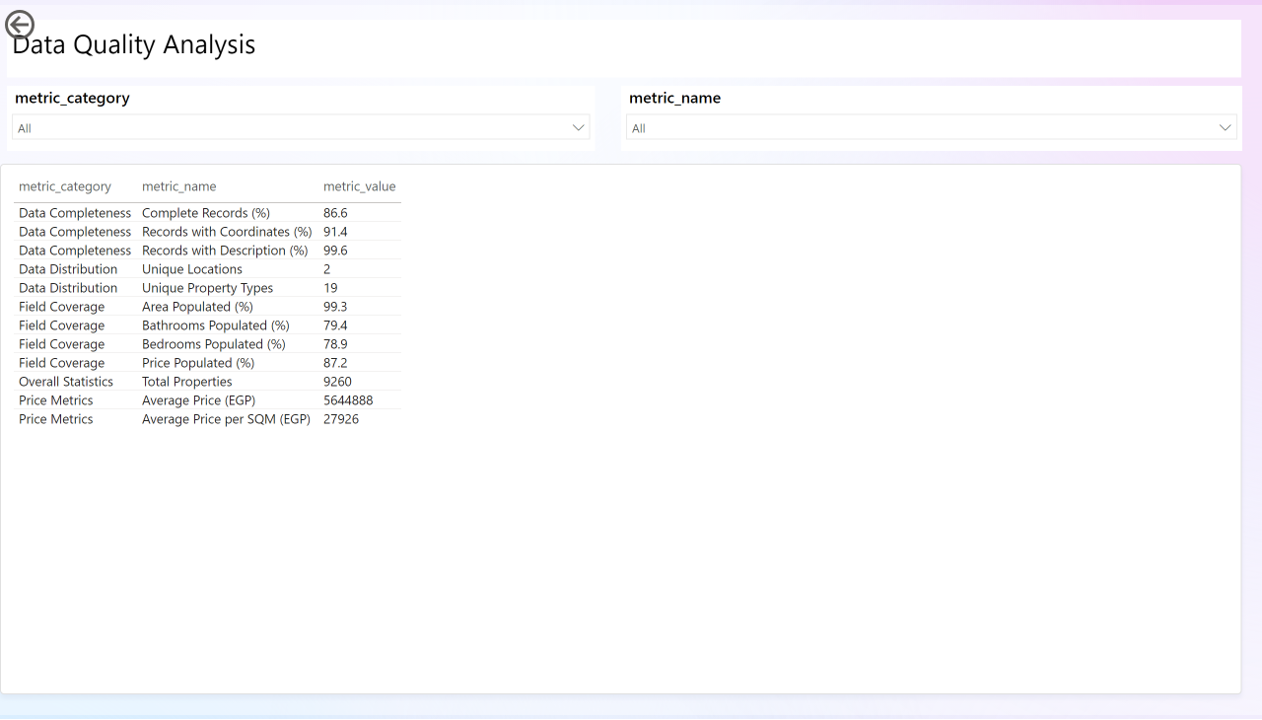 Data Quality Analysis
metric_category metric_name
All All
metric_category metric_name metric_value
Data Completeness Complete Records (%) 86.6
Data Completeness Records with Coordinates (%) 91.4
Data Completeness Records with Description (%) 99.6
Data Distribution Unique Locations 2
Data Distribution Unique Property Types 19
Field Coverage Area Populated (%) 99.3
Field Coverage Bathrooms Populated (%) 79.4
Field Coverage Bedrooms Populated (%) 78.9
Field Coverage Price Populated (%) 87.2
Overall Statistics Total Properties 9260
Price Metrics Average Price (EGP) 5644888
Price Metrics Average Price per SQM (EGP) 27926